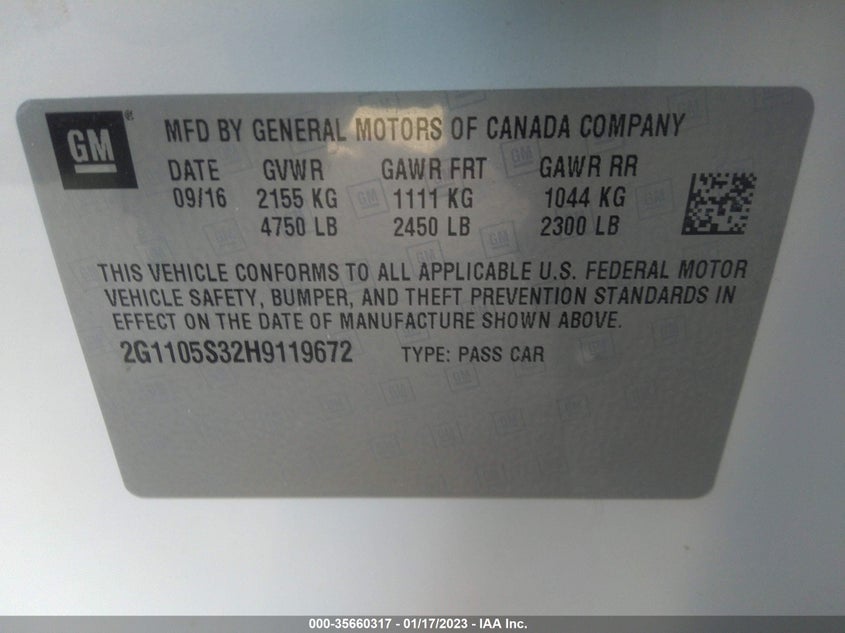 GM®
MFD BY GENERAL MOTORS OF CANADA COMPANY
DATE GVWR GAWR FRT GAWR RR
09/16 2155 KG 1111 KG 1044 KG
4750 LB 2450 LB 2300 LB
THIS VEHICLE CONFORMS TO ALL APPLICABLE U.S. FEDERAL MOTOR
VEHICLE SAFETY, BUMPER, AND THEFT PREVENTION STANDARDS IN
EFFECT ON THE DATE OF MANUFACTURE SHOWN ABOVE.
2G1105S32H9119672 TYPE: PASS CAR
000-35660317 - 01/17/2023 - IAA Inc.